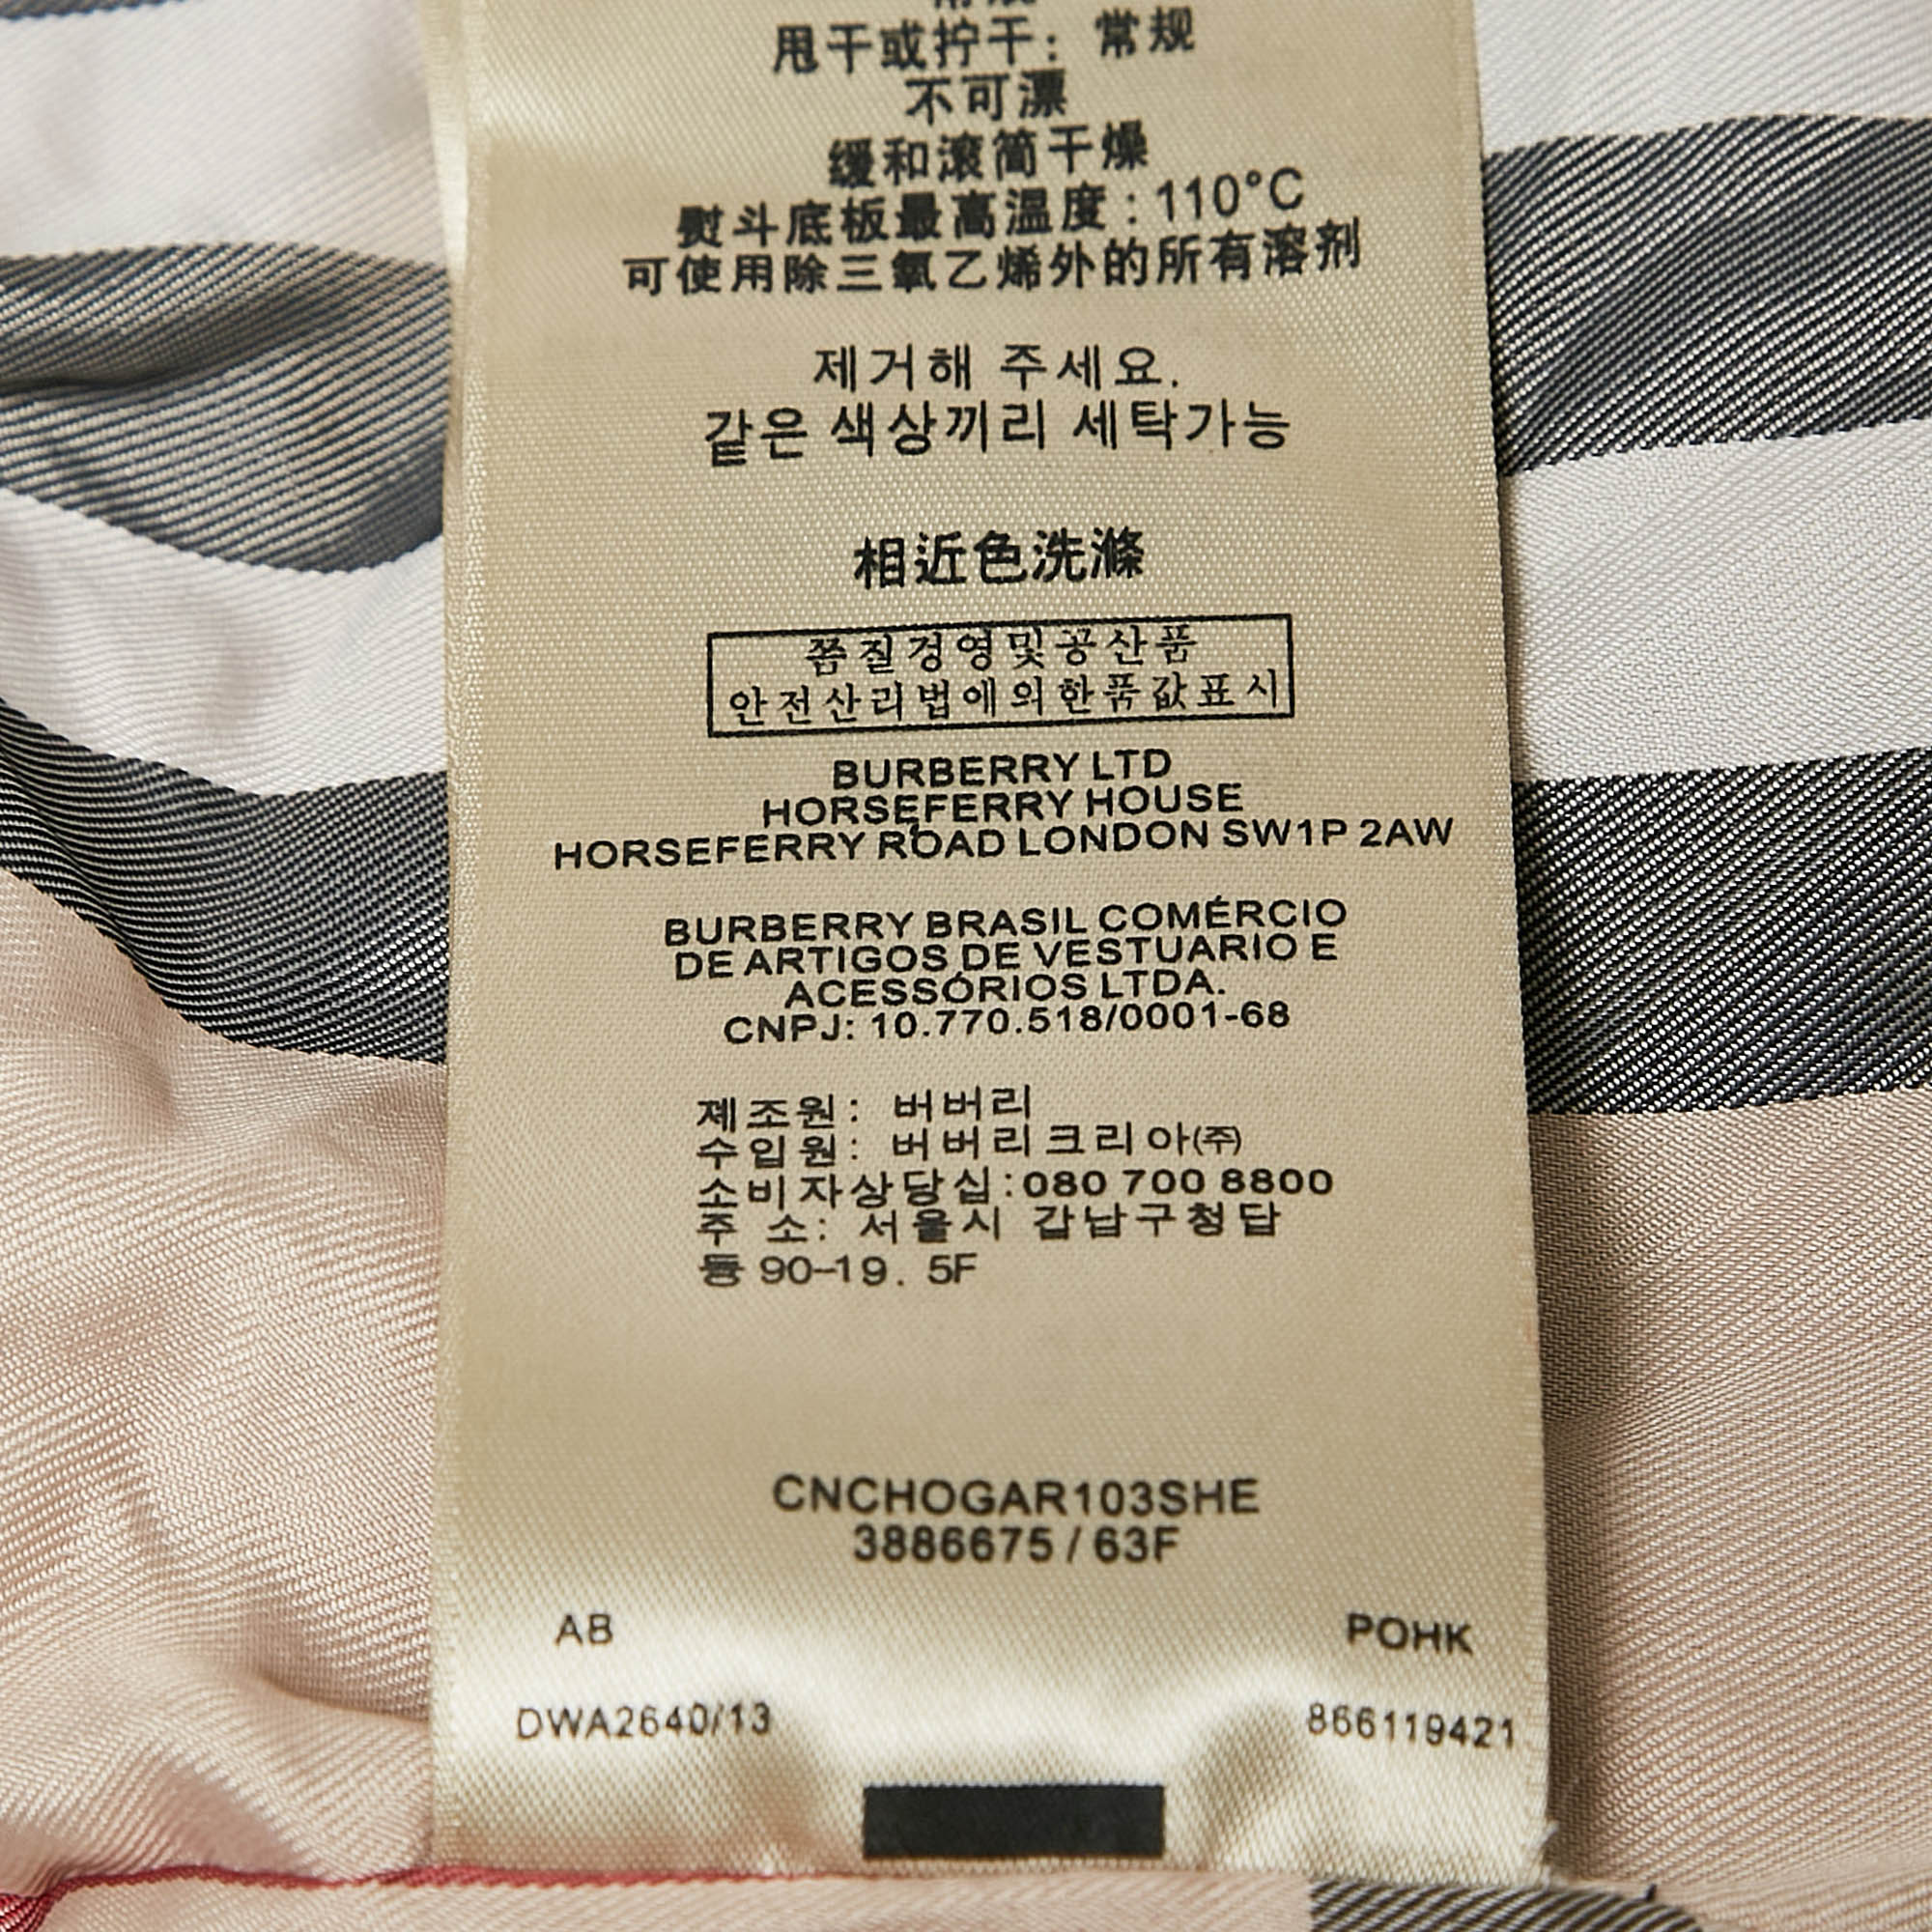 甩干或拧干: 常规
不可漂
缓和滚筒干燥
熨斗底板最高温度: 110°C
可使用除三氯乙烯外的所有溶剂
제거해 주세요.
같은 색상끼리 세탁가능
相近色洗滌
품질경영및공산품
안전산리법에의한품값표시
BURBERRY LTD
HORSEFERRY HOUSE
HORSEFERRY ROAD LONDON SW1P 2AW
BURBERRY BRASIL COMÉRCIO
DE ARTIGOS DE VESTUARIO E
ACESSÓRIOS LTDA.
CNPJ: 10.770.518/0001-68
제조원: 버버리
수입원: 버버리크리아㈜
소비자상당십:080 700 8800
주 소: 서울시 갑남구청답
동 90-19. 5F
CNCHOGAR103SHE
3886675 / 63F
AB POHK
DWA2640/13 866119421